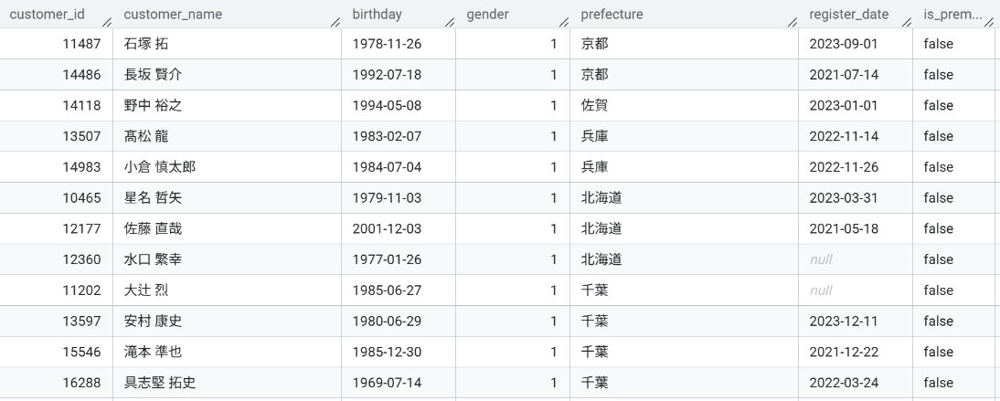 customer_id customer_name birthday gender prefecture register_date is_prem...
11487 石塚 拓 1978-11-26 1 京都 2023-09-01 false
14486 長坂 賢介 1992-07-18 1 京都 2021-07-14 false
14118 野中 裕之 1994-05-08 1 佐賀 2023-01-01 false
13507 髙松 龍 1983-02-07 1 兵庫 2022-11-14 false
14983 小倉 慎太郎 1984-07-04 1 兵庫 2022-11-26 false
10465 星名 哲矢 1979-11-03 1 北海道 2023-03-31 false
12177 佐藤 直哉 2001-12-03 1 北海道 2021-05-18 false
12360 水口 繁幸 1977-01-26 1 北海道 null false
11202 大辻 烈 1985-06-27 1 千葉 null false
13597 安村 康史 1980-06-29 1 千葉 2023-12-11 false
15546 滝本 準也 1985-12-30 1 千葉 2021-12-22 false
16288 具志堅 拓史 1969-07-14 1 千葉 2022-03-24 false